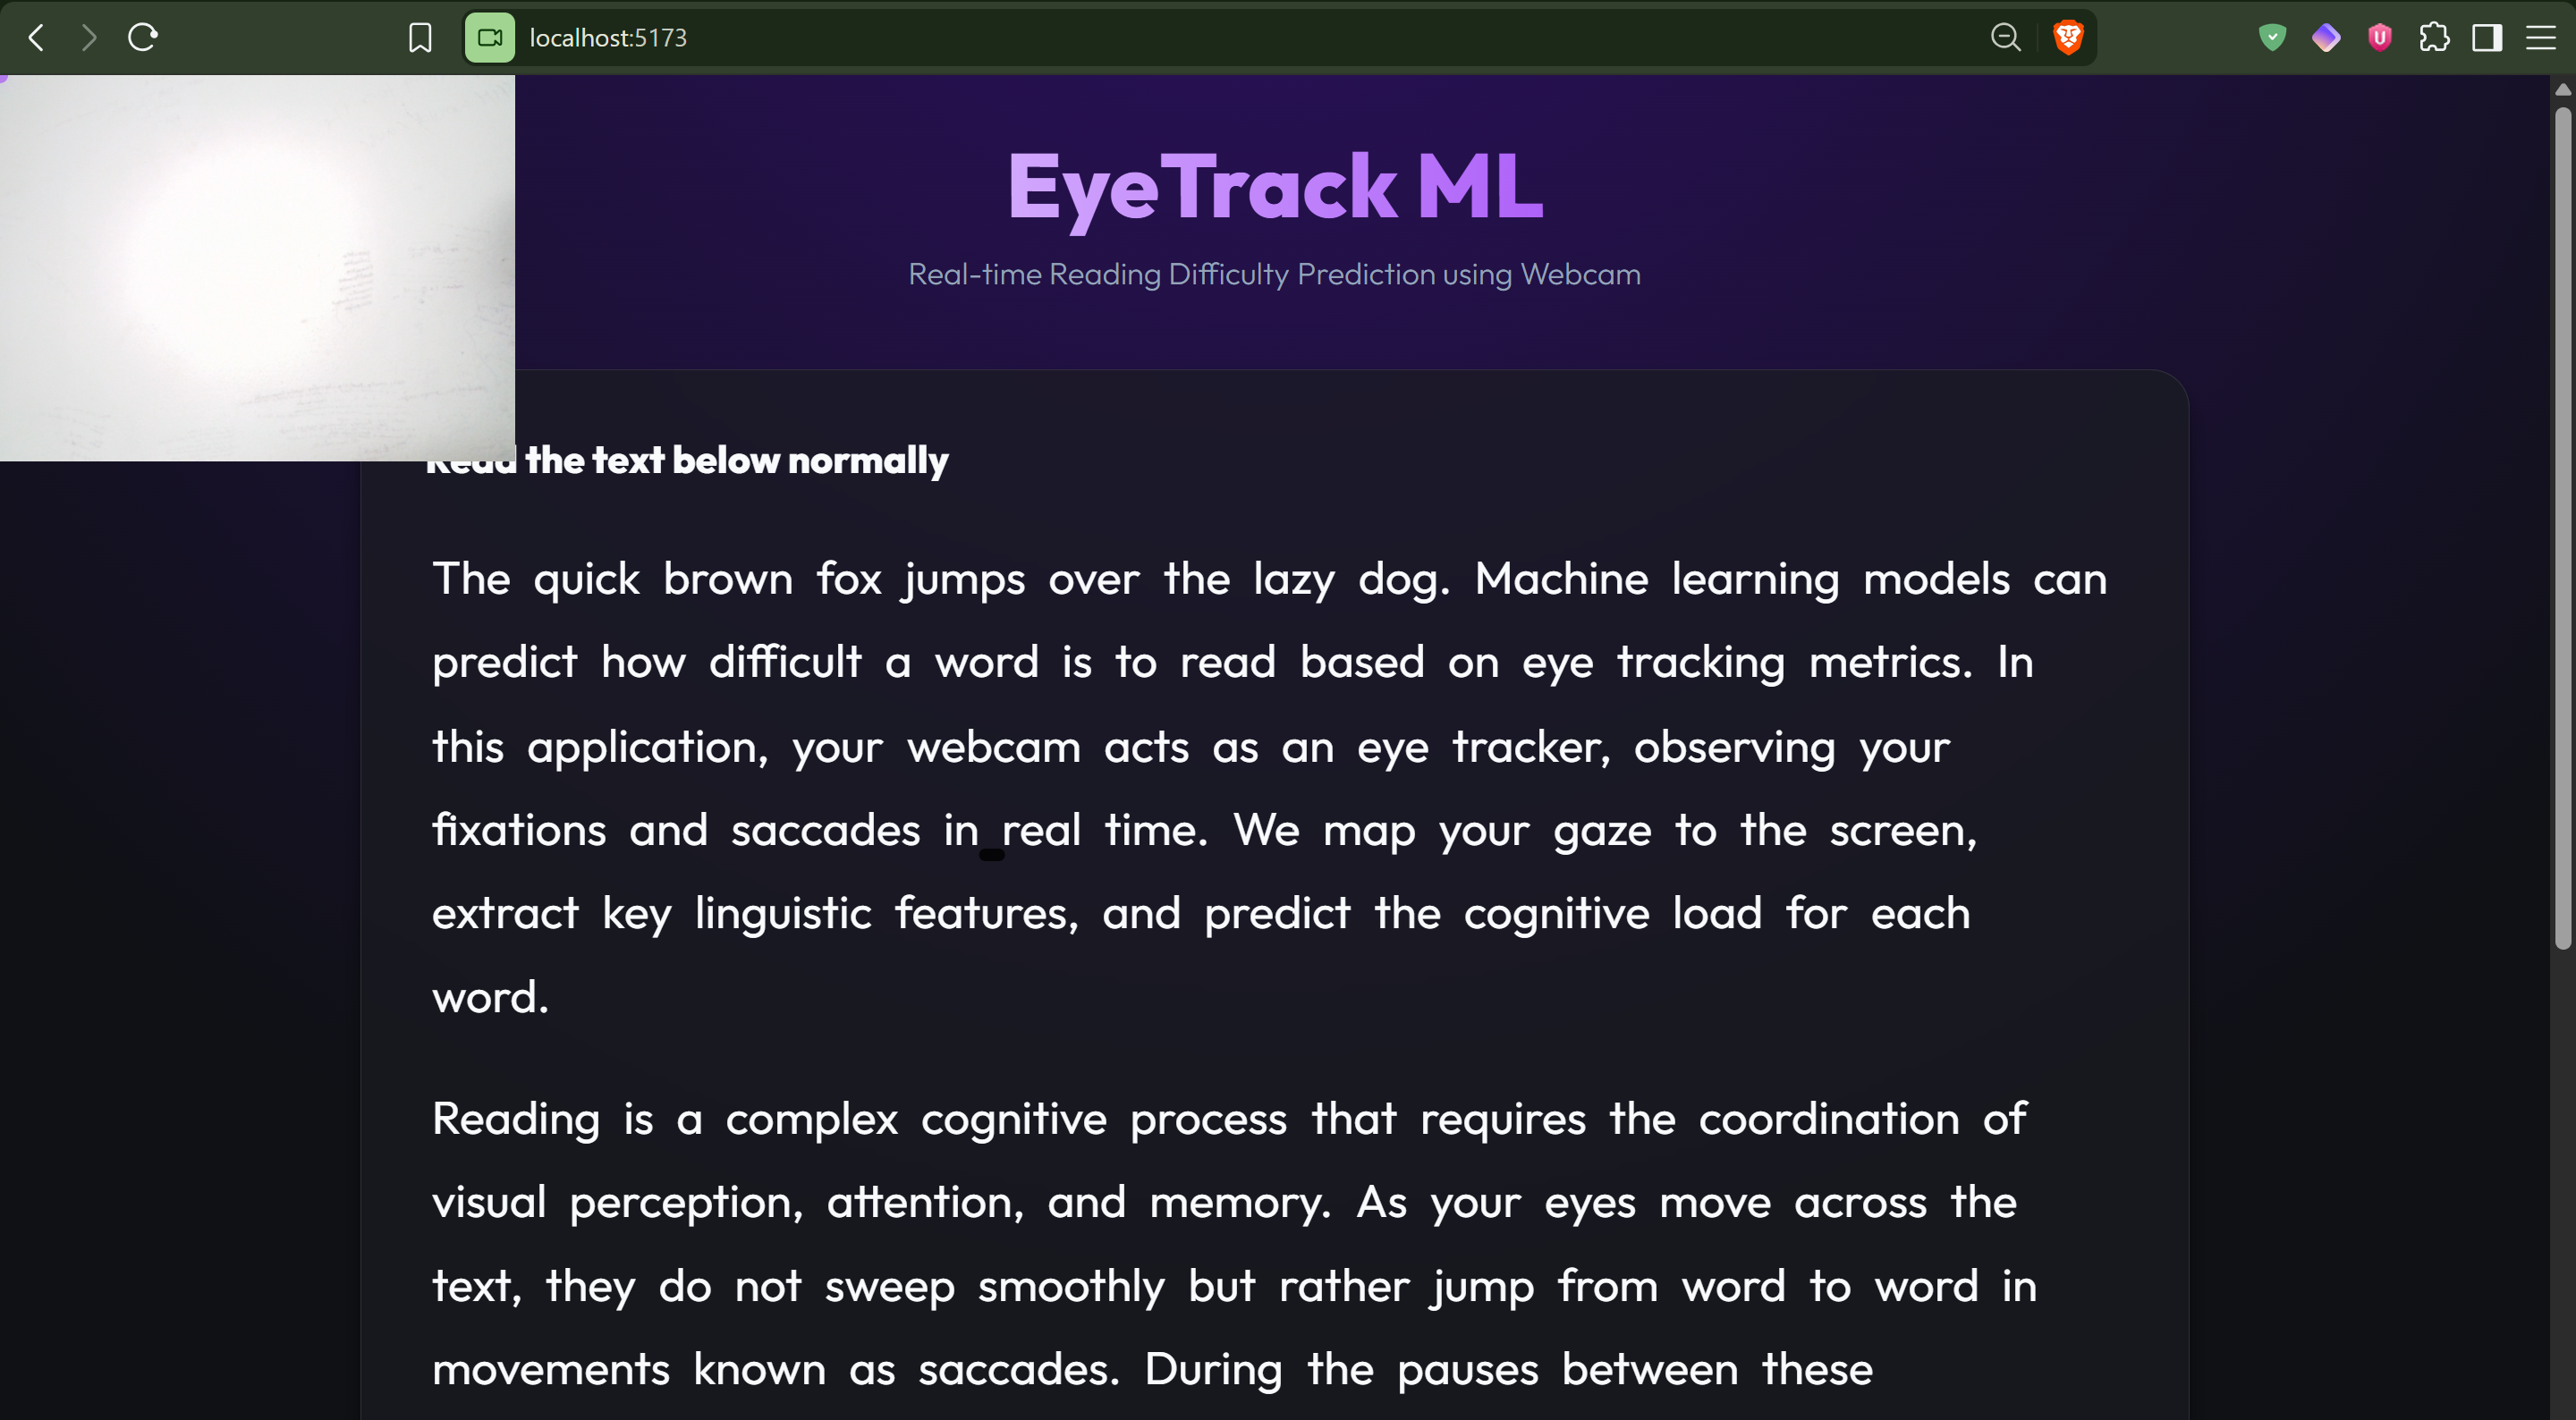 localhost:5173
EyeTrack ML
Real-time Reading Difficulty Prediction using Webcam
Read the text below normally
The quick brown fox jumps over the lazy dog. Machine learning models can
predict how difficult a word is to read based on eye tracking metrics. In
this application, your webcam acts as an eye tracker, observing your
fixations and saccades in real time. We map your gaze to the screen,
extract key linguistic features, and predict the cognitive load for each
word.
Reading is a complex cognitive process that requires the coordination of
visual perception, attention, and memory. As your eyes move across the
text, they do not sweep smoothly but rather jump from word to word in
movements known as saccades. During the pauses between these